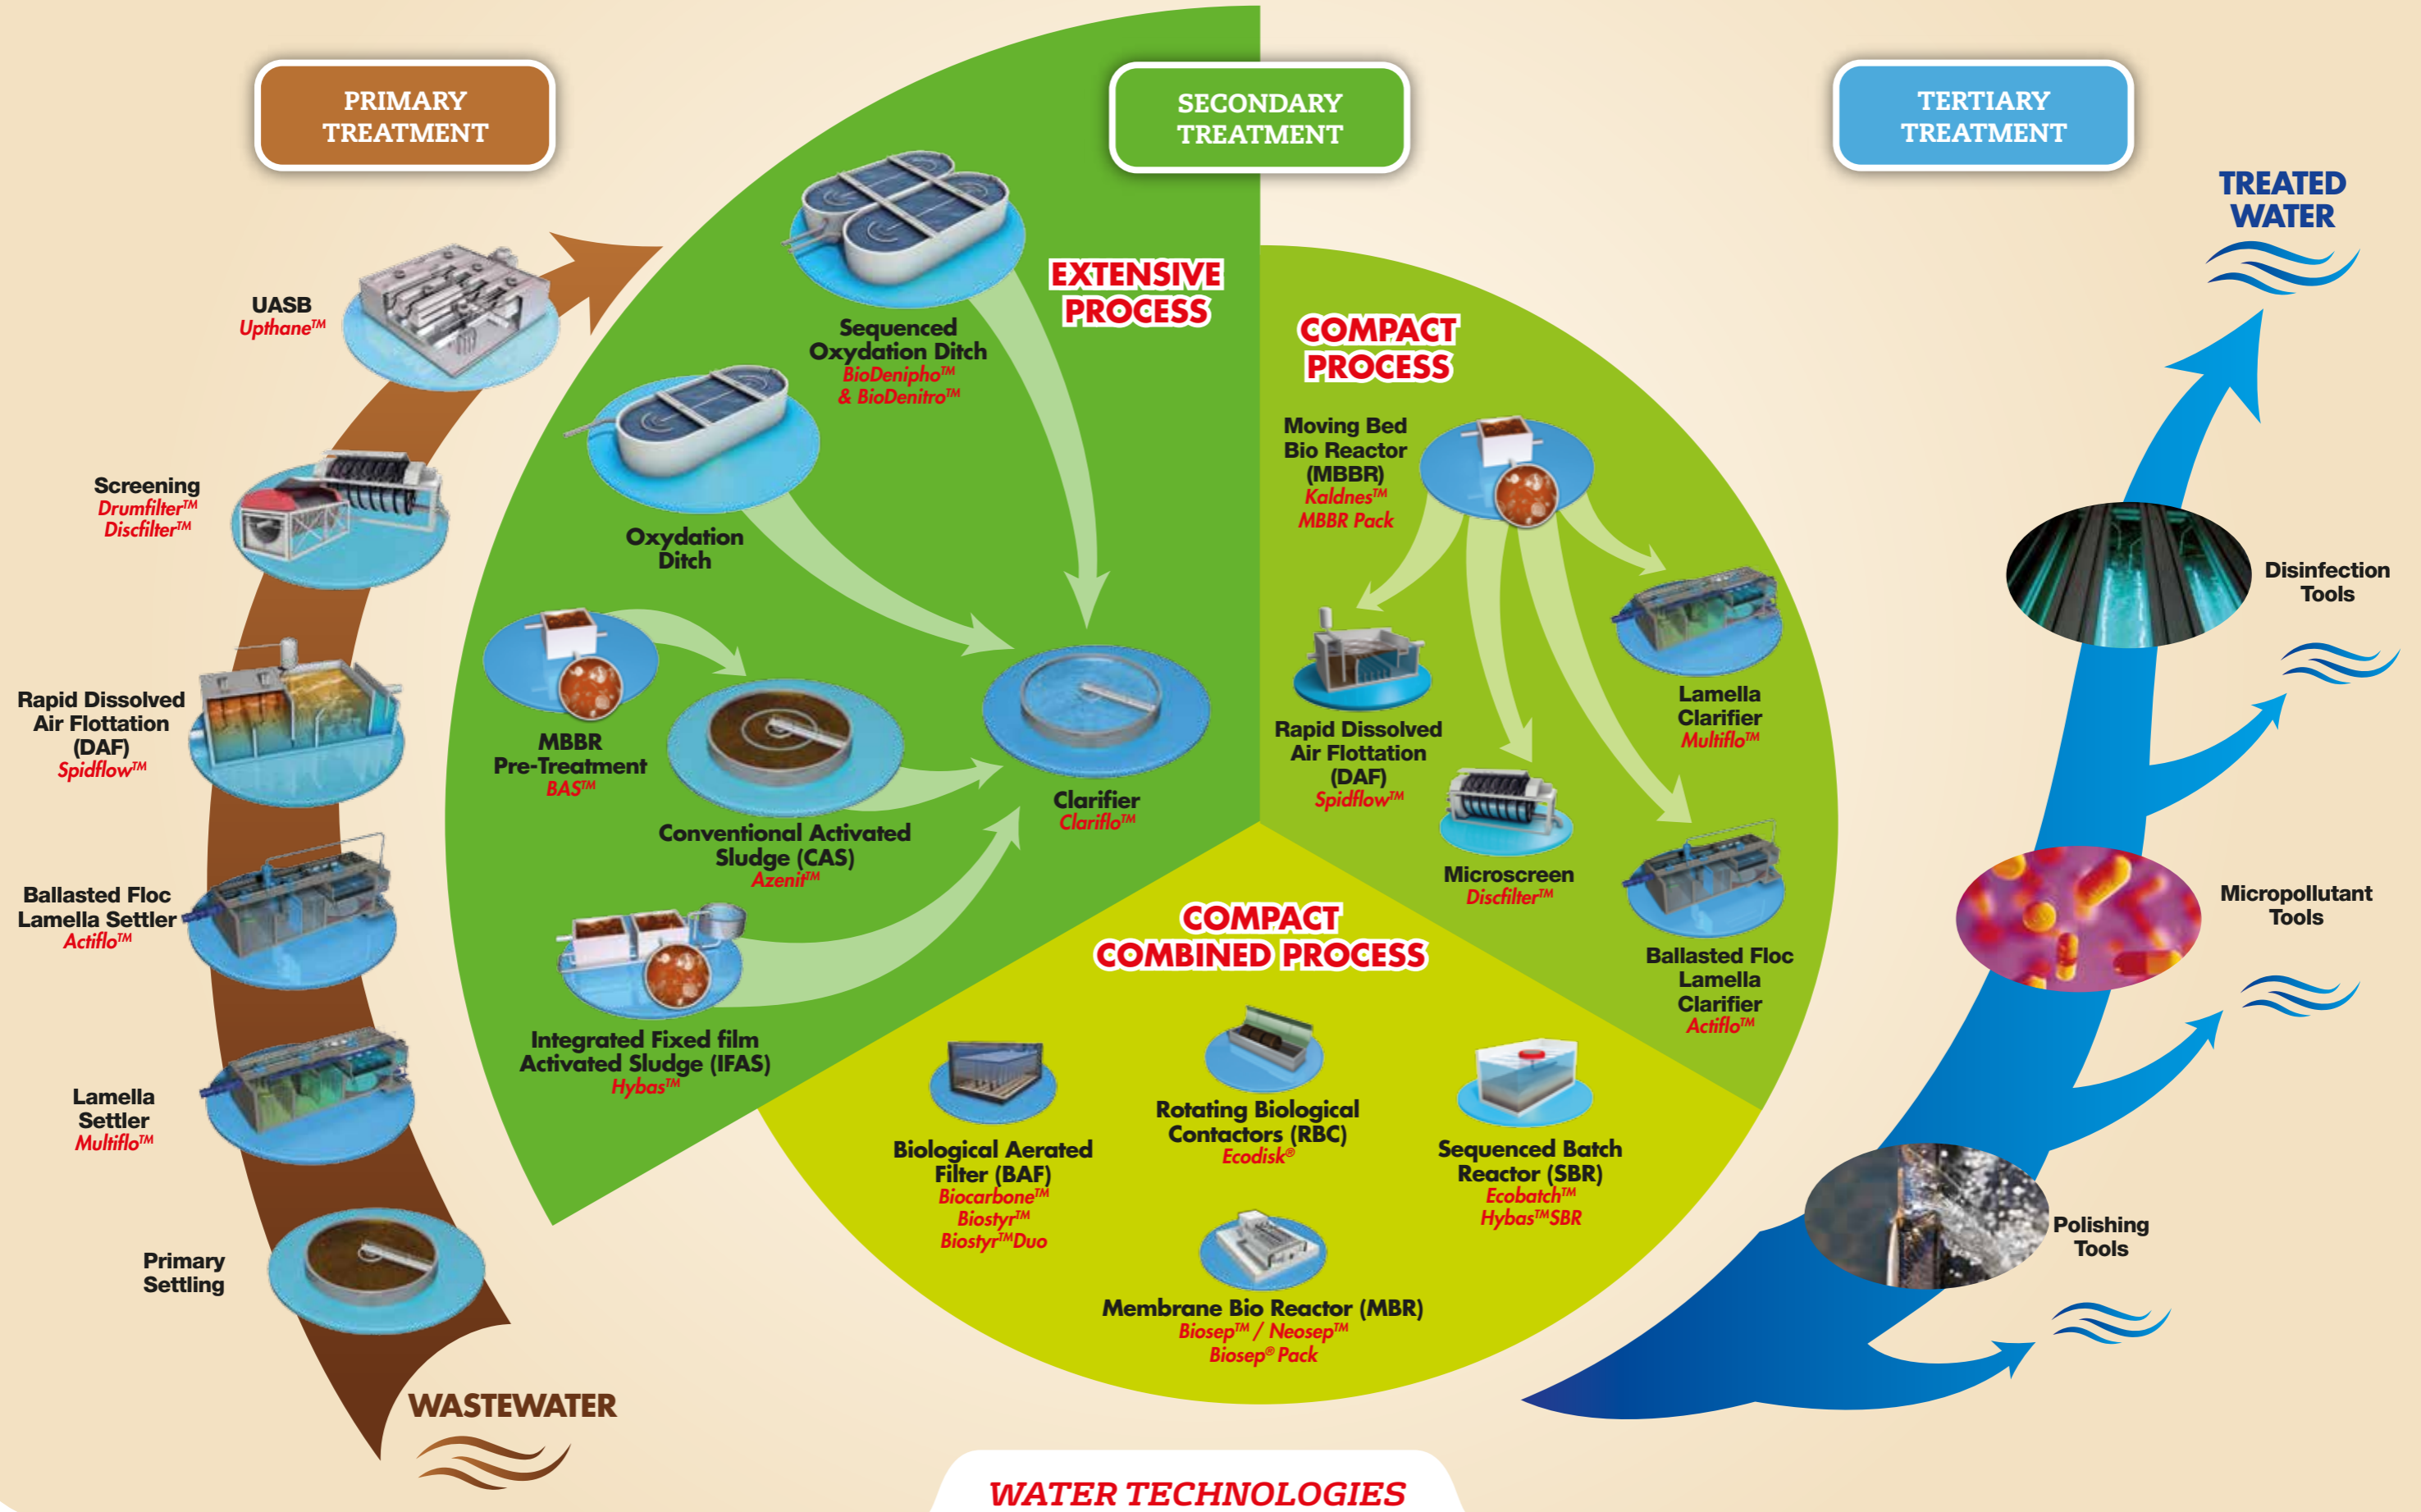 PRIMARY
TREATMENT
SECONDARY
TREATMENT
TERTIARY
TREATMENT
UASB
Upthane™
Screening
Drumfilter™
Discfilter™
Rapid Dissolved
Air Flottation
(DAF)
Spidflow™
Ballasted Floc
Lamella Settler
Actiflo™
Lamella
Settler
Multiflo™
Primary
Settling
WASTEWATER
EXTENSIVE
PROCESS
Sequenced
Oxydation Ditch
BioDenipho™
& BioDenitro™
Oxydation
Ditch
MBBR
Pre-Treatment
BAS™
Conventional Activated
Sludge (CAS)
Azenit™
Clarifier
Clariflo™
Integrated Fixed film
Activated Sludge (IFAS)
Hybas™
COMPACT
PROCESS
Moving Bed
Bio Reactor
(MBBR)
Kaldnes™
MBBR Pack
Rapid Dissolved
Air Flottation
(DAF)
Spidflow™
Microscreen
Discfilter™
Lamella
Clarifier
Multiflo™
Ballasted Floc
Lamella
Clarifier
Actiflo™
COMPACT
COMBINED PROCESS
Biological Aerated
Filter (BAF)
Biocarbone™
Biostyr™
Biostyr™Duo
Rotating Biological
Contactors (RBC)
Ecodisk®
Sequenced Batch
Reactor (SBR)
Ecobatch™
Hybas™SBR
Membrane Bio Reactor (MBR)
Biosep™ / Neosep™
Biosep® Pack
TREATED
WATER
Disinfection
Tools
Micropollutant
Tools
Polishing
Tools
WATER TECHNOLOGIES